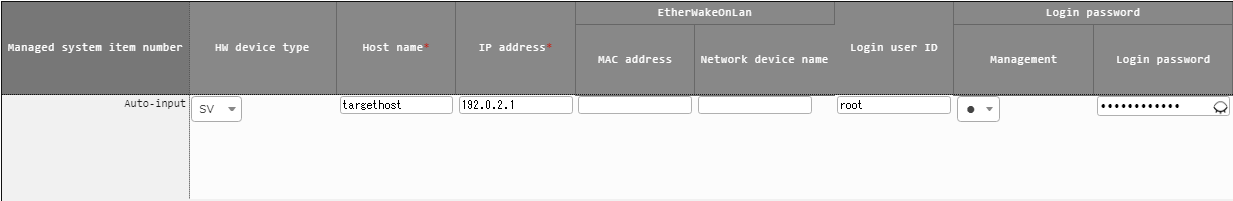 EtherWakeOnLan Login password
Managed system item number HW device type Host name* IP address* Login user ID
MAC address Network device name Management Login password
Auto-input SV targethost 192.0.2.1 root ● ••••••••••••